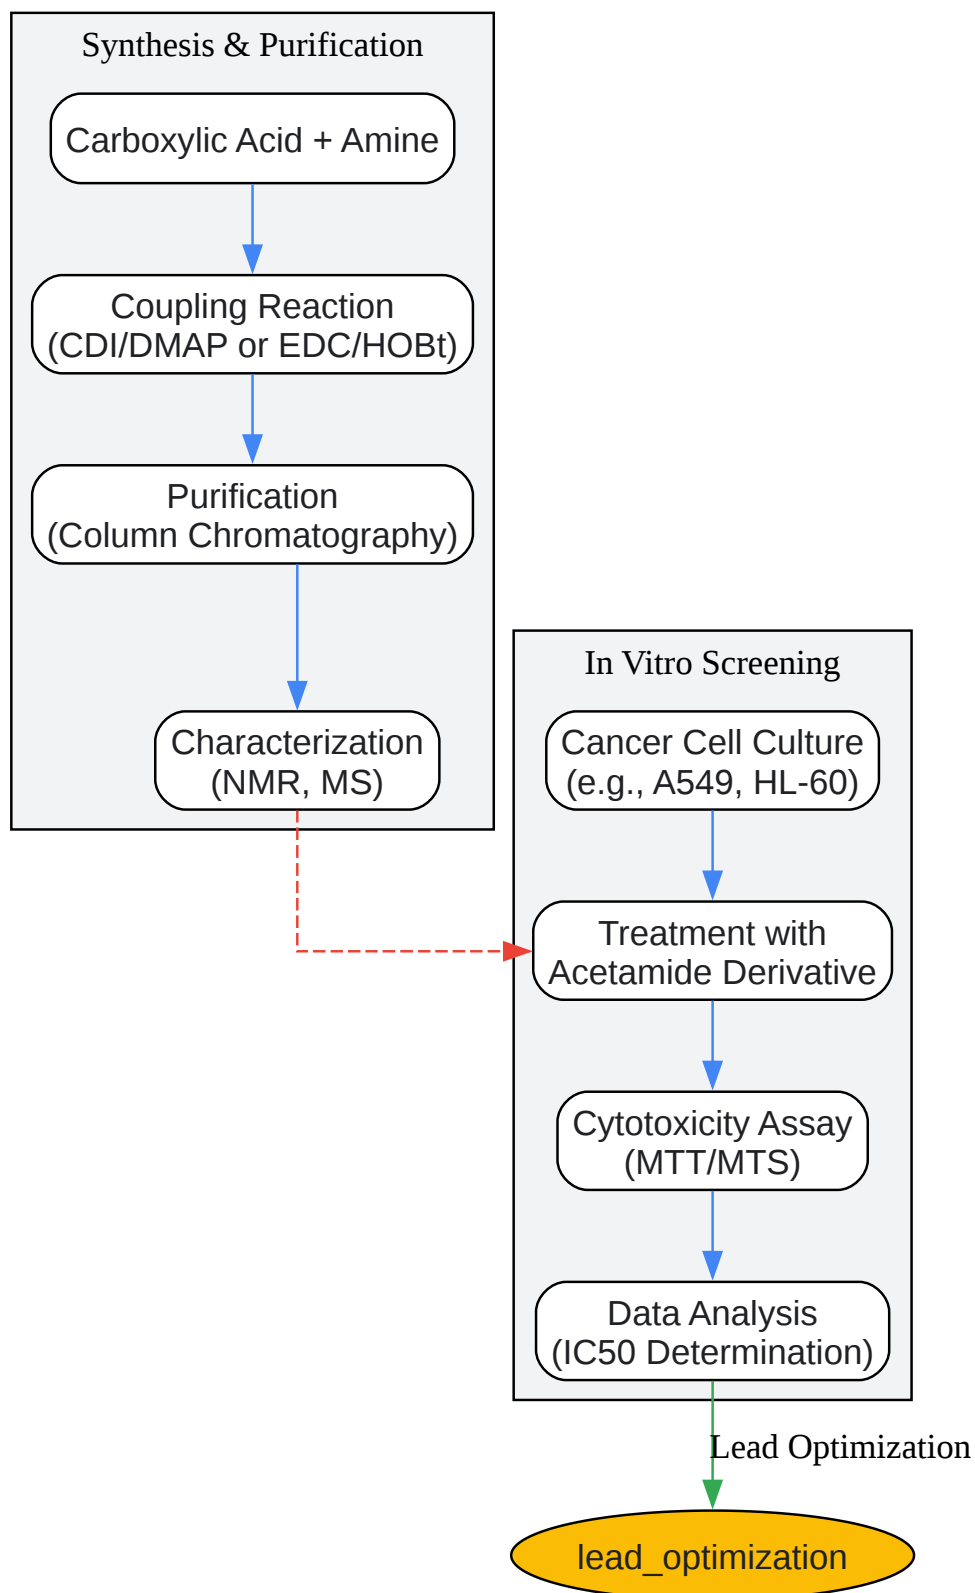 Synthesis & Purification
Carboxylic Acid + Amine
Coupling Reaction
(CDI/DMAP or EDC/HOBt)
Purification
(Column Chromatography)
Characterization
(NMR, MS)
In Vitro Screening
Cancer Cell Culture
(e.g., A549, HL-60)
Treatment with
Acetamide Derivative
Cytotoxicity Assay
(MTT/MTS)
Data Analysis
(IC50 Determination)
Lead Optimization
lead_optimization